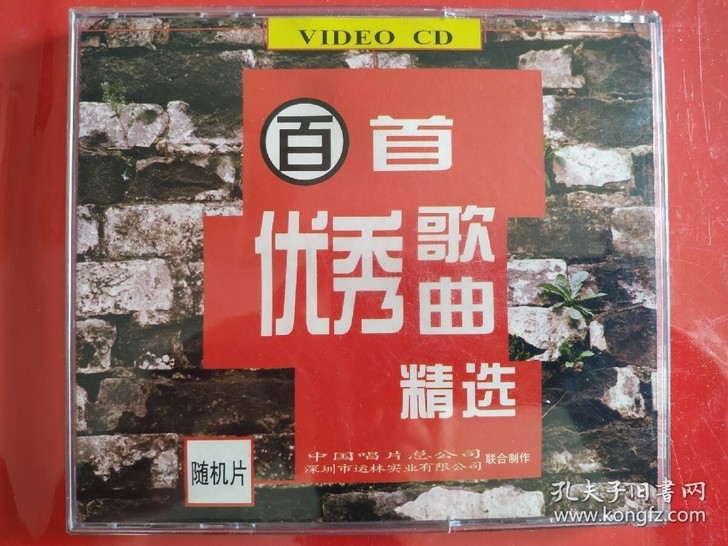 VIDEO CD
百首
优秀歌曲
精选
随机片
中国唱片总公司
深圳市运林实业有限公司
联合制作
孔夫子旧书网
www.kongfz.com